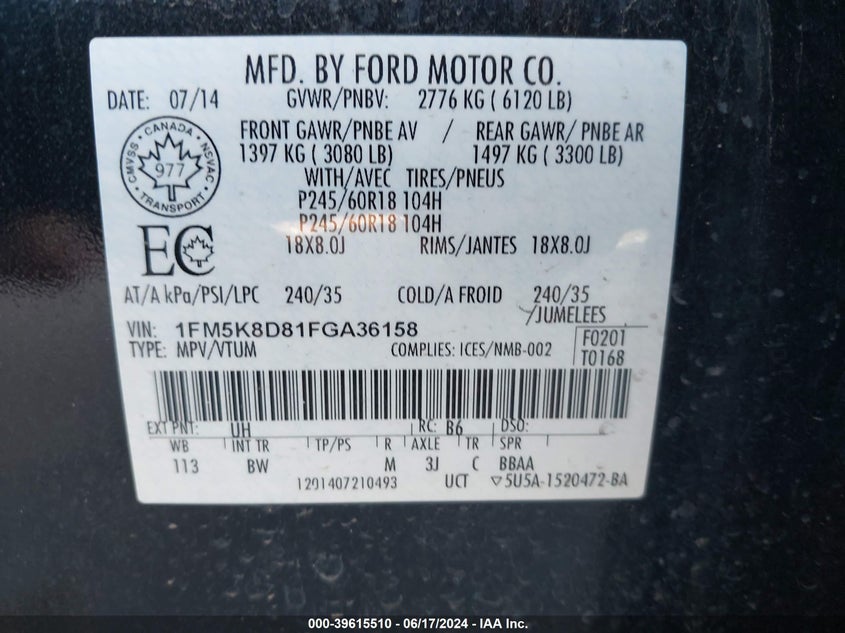 MFD. BY FORD MOTOR CO.
DATE: 07/14 GVWR/PNBV: 2776 KG ( 6120 LB)
FRONT GAWR/PNBE AV / REAR GAWR/ PNBE AR
1397 KG ( 3080 LB) 1497 KG ( 3300 LB)
WITH/AVEC TIRES/PNEUS
P245/60R18 104H
P245/60R18 104H
18X8.0J RIMS/JANTES 18X8.0J
CANADA
CMVSS NSVAC
977
TRANSPORT
EC
AT/A kPa/PSI/LPC 240/35 COLD/A FROID 240/35
/JUMELEES
VIN: 1FM5K8D81FGA36158 F0201
TYPE: MPV/VTUM COMPLIES: ICES/NMB-002 T0168
EXT PNT: UH RC: B6 DSO:
WB INT TR TP/PS R AXLE TR SPR
113 BW M 3J C BBAA
1201407210493 UCT ▽5U5A-1520472-BA
000-39615510 - 06/17/2024 - IAA Inc.